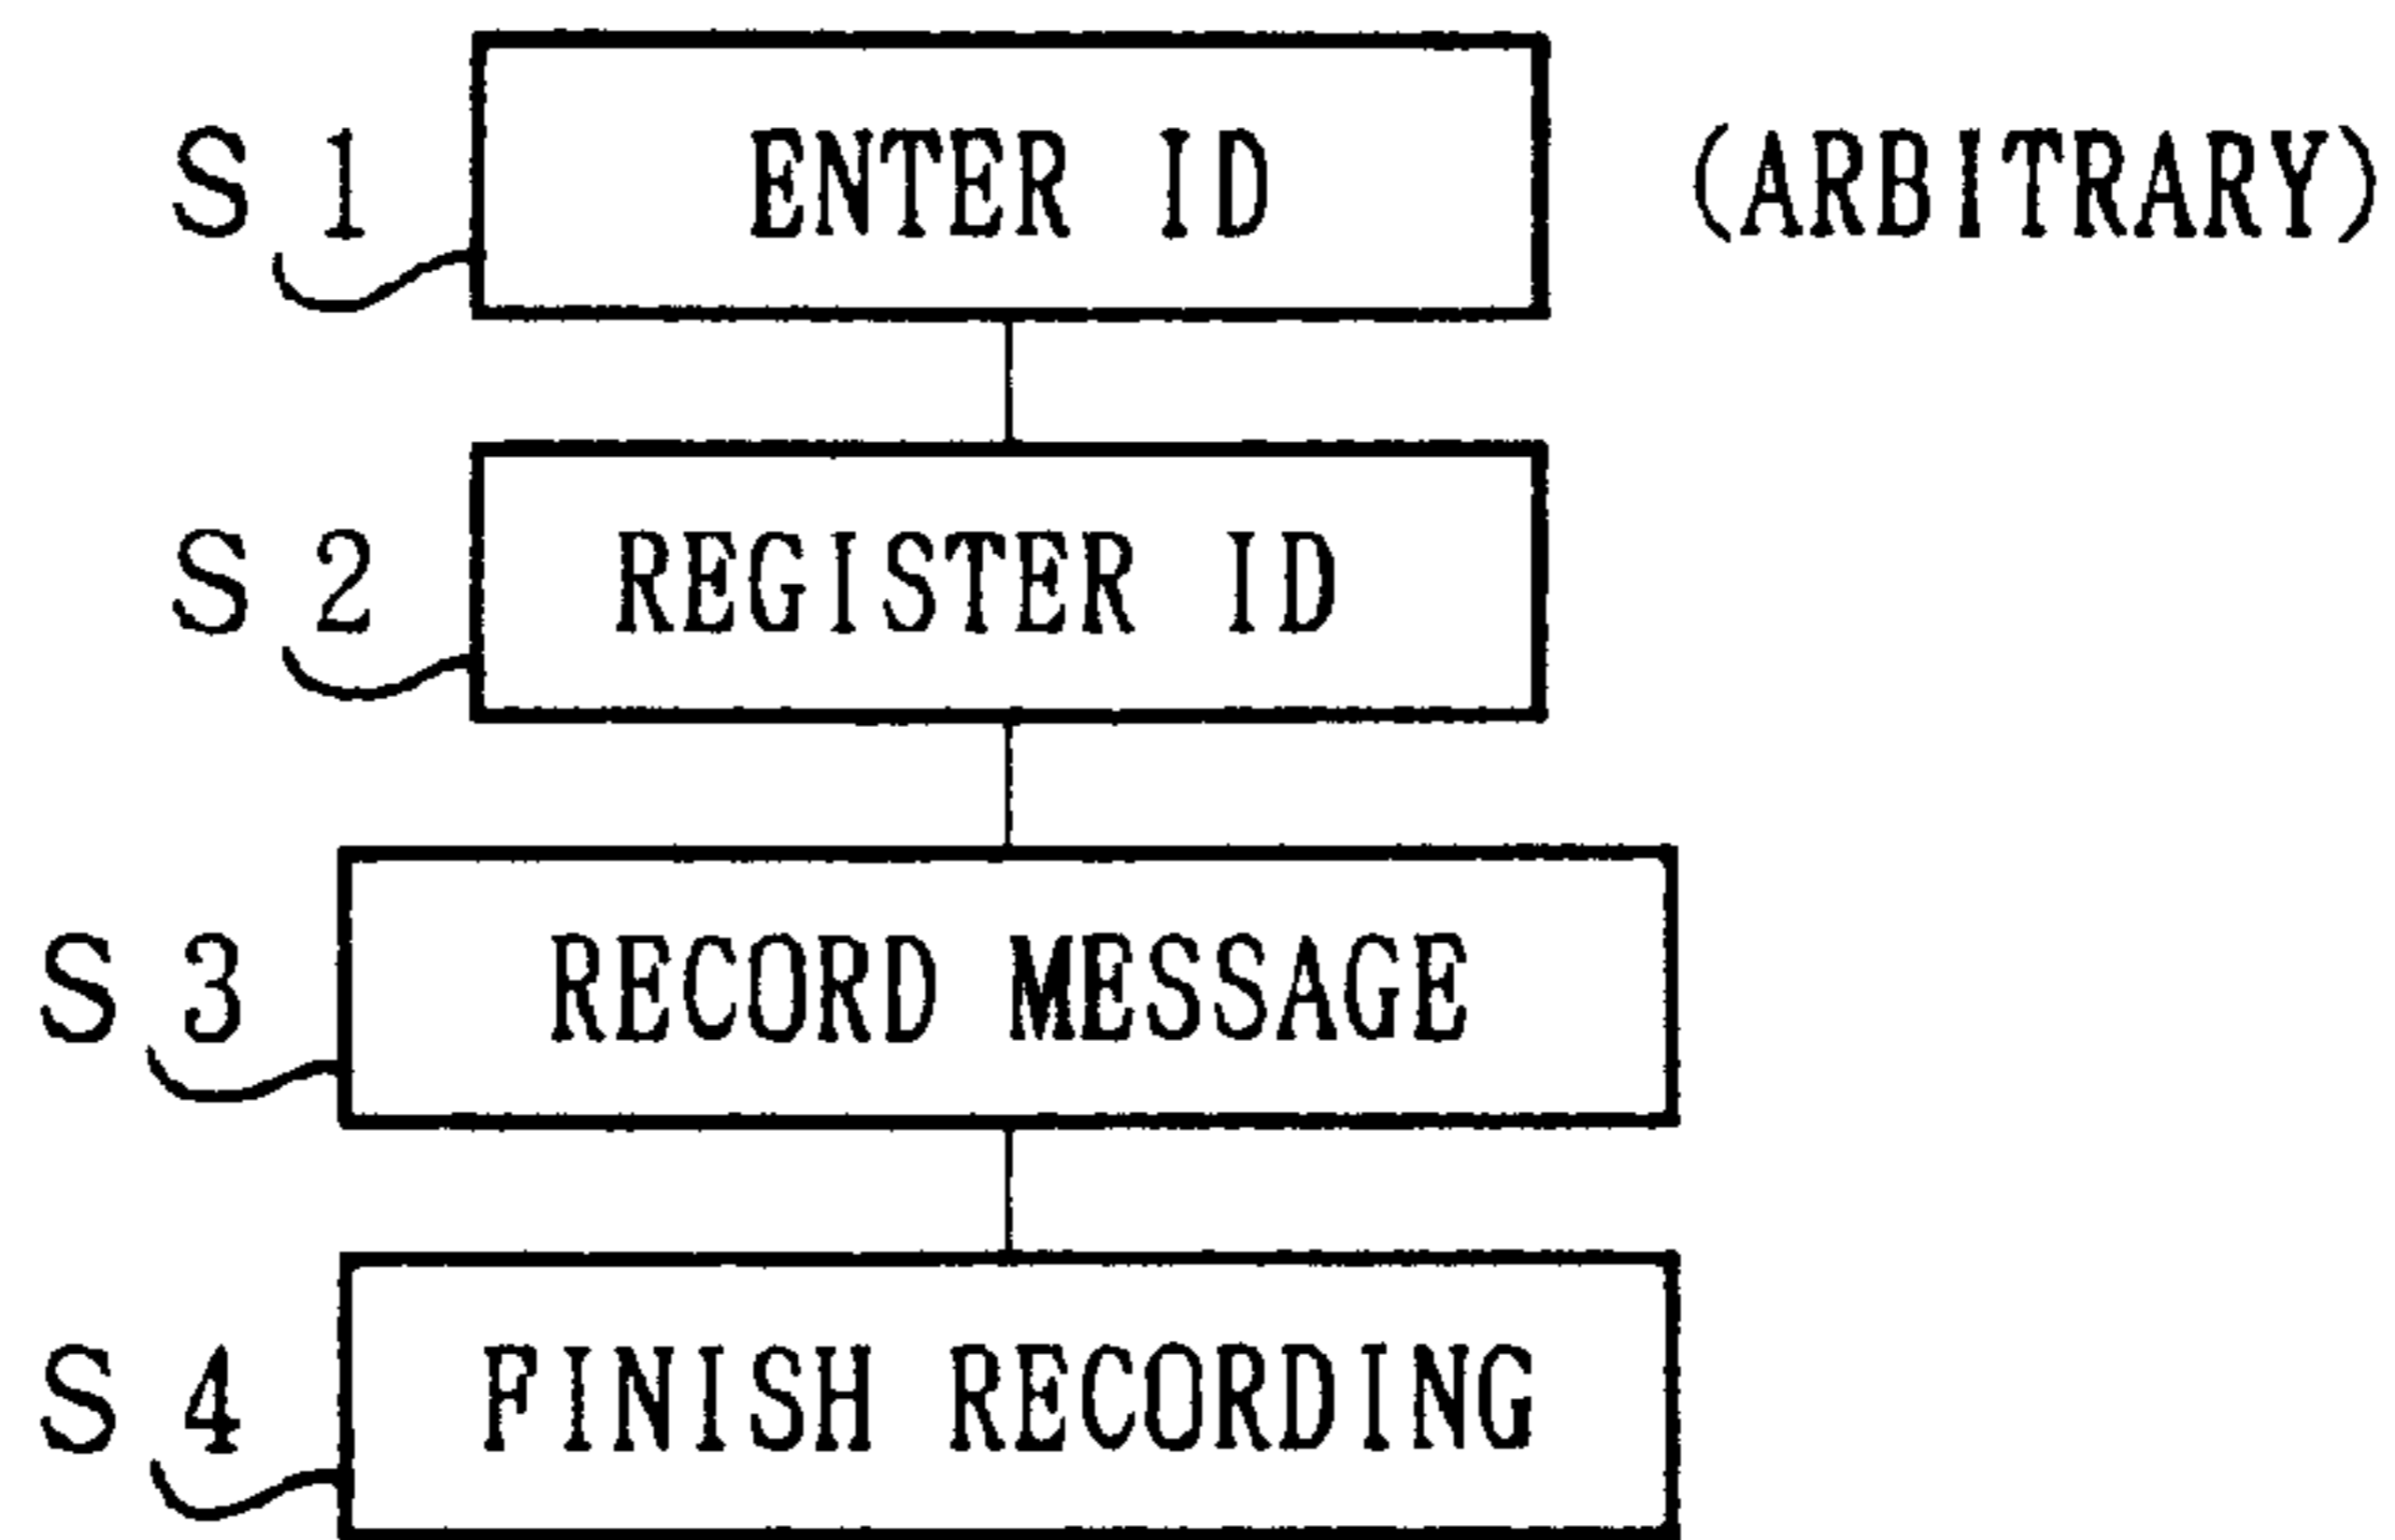 S 1 ENTER ID (ARBITRARY)
S 2 REGISTER ID
S 3 RECORD MESSAGE
S 4 FINISH RECORDING